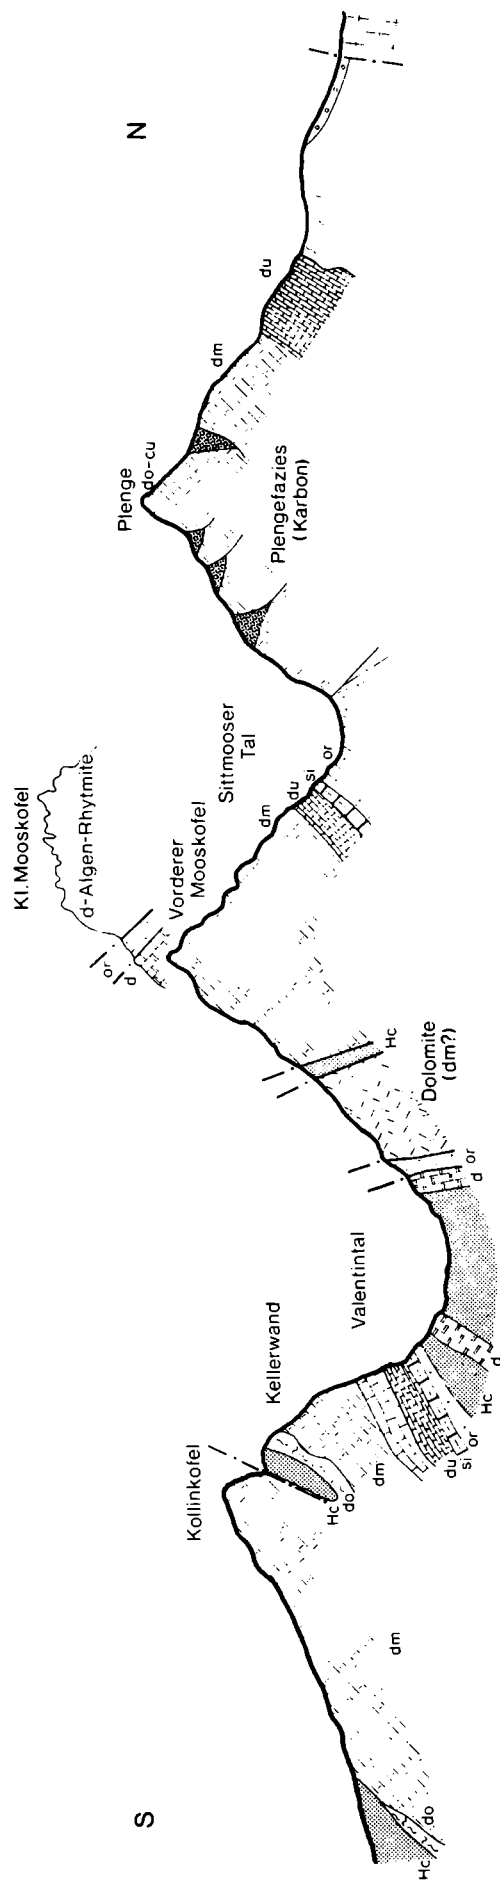 S
N
Kollinkofel
Kellerwand
Valentintal
Kl. Mooskofel
d-Algen-Rhytmite
or
d
Vorderer
Mooskofel
Sittmooser
Tal
Plenge
do-cu
dm
du
Plengefazies
(Karbon)
dm
du
si
or
Hc
Dolomite
(dm?)
or
d
d
Hc
or
si
du
dm
do
Hc
dm
do
Hc